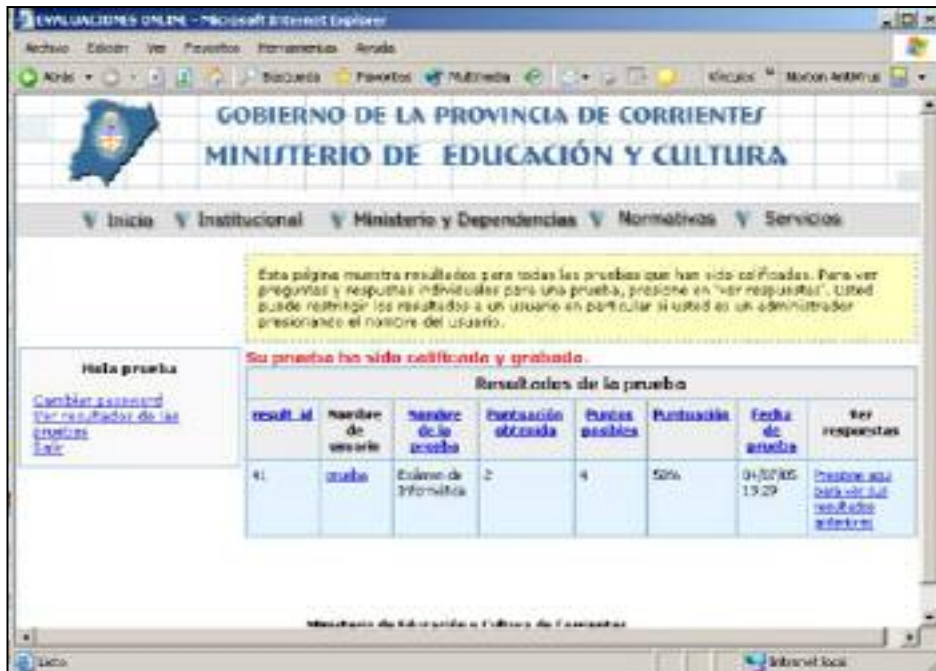 EVALUACIONES ONLINE - Microsoft Internet Explorer
Archivo Edición Ver Favoritos Herramientas Ayuda
Atrás Búsqueda Favoritos Multimedia Vínculos Norton AntiVirus
GOBIERNO DE LA PROVINCIA DE CORRIENTES
MINISTERIO DE EDUCACIÓN Y CULTURA
Inicio Institucional Ministerio y Dependencias Normativas Servicios
Esta página muestra resultados para todas las pruebas que han sido calificadas. Para ver
preguntas y respuestas individuales para una prueba, presione en "ver respuestas". Usted
puede restringir los resultados a un usuario en particular si usted es un administrador
presionando el nombre del usuario.
Su prueba ha sido calificada y grabada.
Hola prueba
Cambiar password
Ver resultados de las
pruebas
Salir
Resultados de la prueba
result_id
Nombre
de
usuario
Nombre
de la
prueba
Puntuación
obtenida
Puntos
posibles
Puntuación
Fecha
de
prueba
Ver
respuestas
41
prueba
Exámen de
Informática
2
4
50%
04/07/05
19:29
Presione aquí
para ver sus
resultados
anteriores
Ministerio de Educación y Cultura de Corrientes
Listo
Intranet local